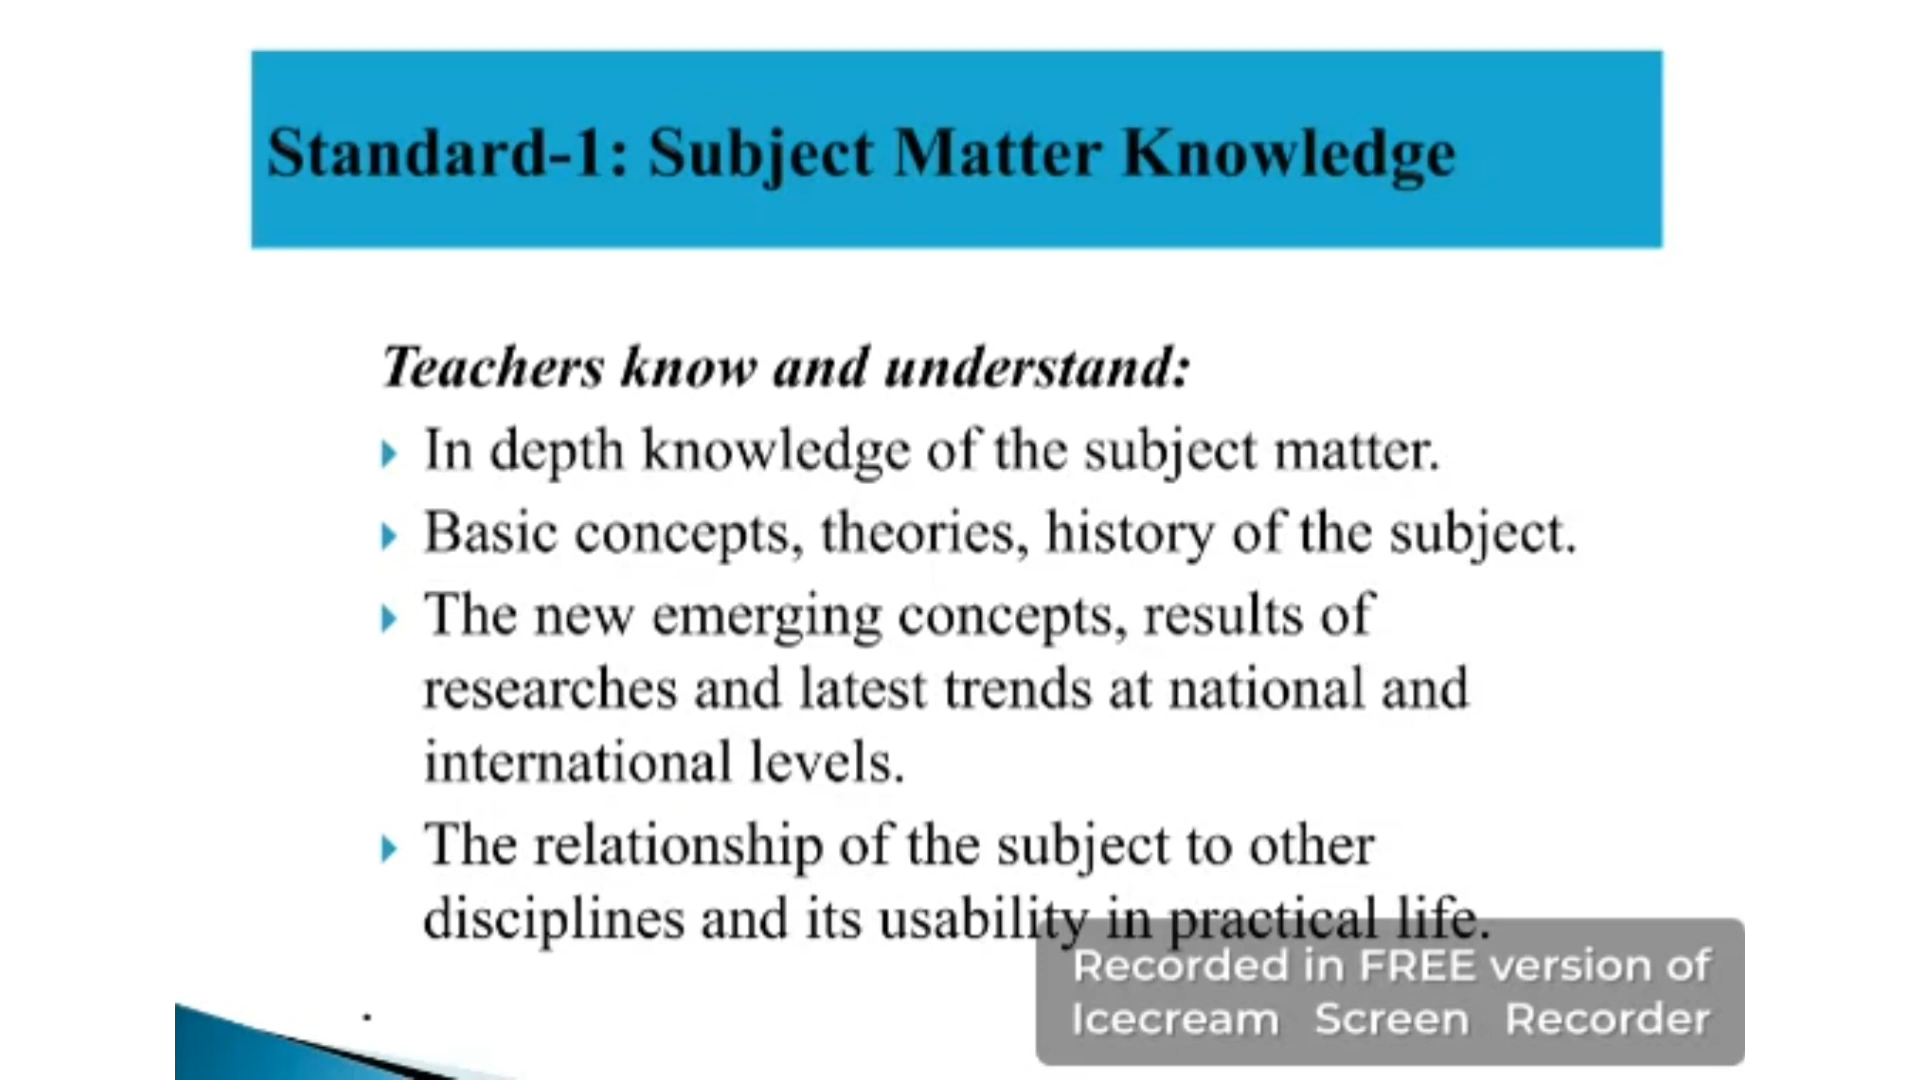 Standard-1: Subject Matter Knowledge
Teachers know and understand:
In depth knowledge of the subject matter.
Basic concepts, theories, history of the subject.
The new emerging concepts, results of
researches and latest trends at national and
international levels.
The relationship of the subject to other
disciplines and its usability in practical life.
.
Recorded in FREE version of
Icecream Screen Recorder